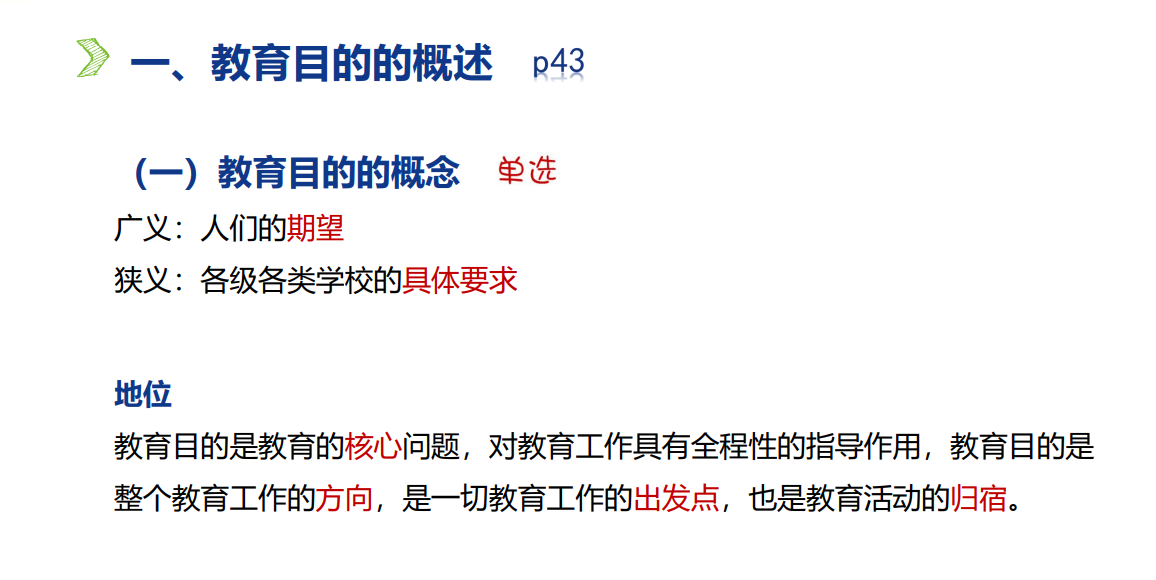 一、教育目的的概述 p43
（一）教育目的的概念 单选
广义：人们的期望
狭义：各级各类学校的具体要求
地位
教育目的是教育的核心问题，对教育工作具有全程性的指导作用，教育目的是
整个教育工作的方向，是一切教育工作的出发点，也是教育活动的归宿。